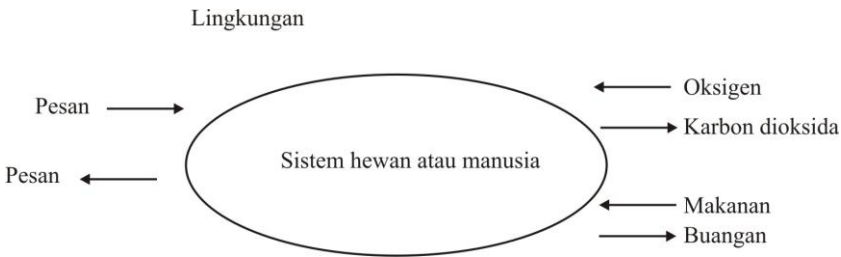 Lingkungan
Pesan
Pesan
Sistem hewan atau manusia
Oksigen
Karbon dioksida
Makanan
Buangan